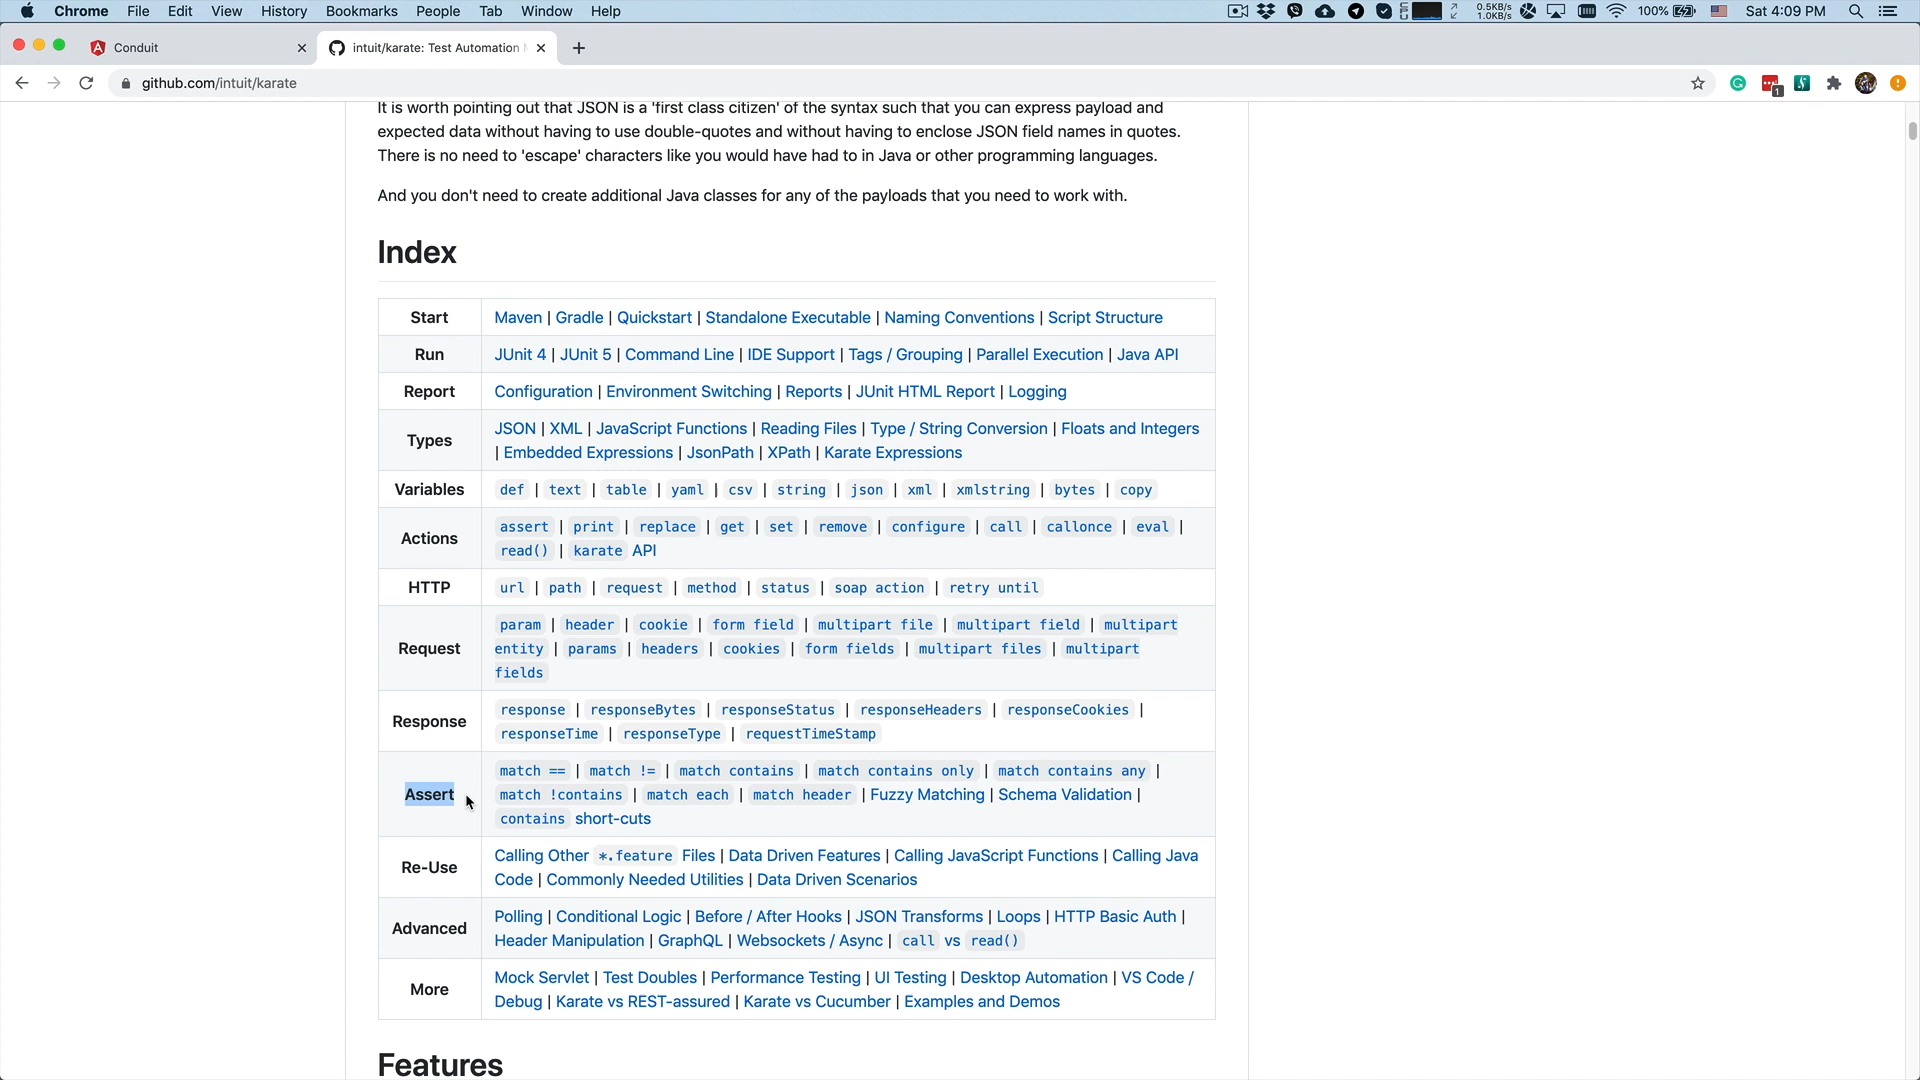 Chrome File Edit View History Bookmarks People Tab Window Help 0.5KB/s 1.0KB/s 100% Sat 4:09 PM
Conduit intuit/karate: Test Automation
github.com/intuit/karate 1
It is worth pointing out that JSON is a 'first class citizen' of the syntax such that you can express payload and
expected data without having to use double-quotes and without having to enclose JSON field names in quotes.
There is no need to 'escape' characters like you would have had to in Java or other programming languages.
And you don't need to create additional Java classes for any of the payloads that you need to work with.
Index
Start Maven | Gradle | Quickstart | Standalone Executable | Naming Conventions | Script Structure
Run JUnit 4 | JUnit 5 | Command Line | IDE Support | Tags / Grouping | Parallel Execution | Java API
Report Configuration | Environment Switching | Reports | JUnit HTML Report | Logging
Types JSON | XML | JavaScript Functions | Reading Files | Type / String Conversion | Floats and Integers
| Embedded Expressions | JsonPath | XPath | Karate Expressions
Variables def | text | table | yaml | csv | string | json | xml | xmlstring | bytes | copy
Actions assert | print | replace | get | set | remove | configure | call | callonce | eval |
read() | karate API
HTTP url | path | request | method | status | soap action | retry until
Request param | header | cookie | form field | multipart file | multipart field | multipart
entity | params | headers | cookies | form fields | multipart files | multipart
fields
Response response | responseBytes | responseStatus | responseHeaders | responseCookies |
responseTime | responseType | requestTimeStamp
Assert match == | match != | match contains | match contains only | match contains any |
match !contains | match each | match header | Fuzzy Matching | Schema Validation |
contains short-cuts
Re-Use Calling Other *.feature Files | Data Driven Features | Calling JavaScript Functions | Calling Java
Code | Commonly Needed Utilities | Data Driven Scenarios
Advanced Polling | Conditional Logic | Before / After Hooks | JSON Transforms | Loops | HTTP Basic Auth |
Header Manipulation | GraphQL | Websockets / Async | call vs read()
More Mock Servlet | Test Doubles | Performance Testing | UI Testing | Desktop Automation | VS Code /
Debug | Karate vs REST-assured | Karate vs Cucumber | Examples and Demos
Features